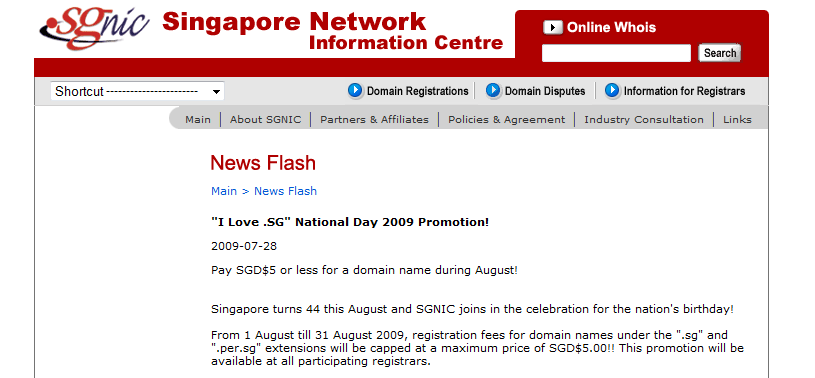 sgnic
Singapore Network
Information Centre
Online Whois
Search
Shortcut -----------------------
Domain Registrations
Domain Disputes
Information for Registrars
Main | About SGNIC | Partners & Affiliates | Policies & Agreement | Industry Consultation | Links
News Flash
Main > News Flash
"I Love .SG" National Day 2009 Promotion!
2009-07-28
Pay SGD$5 or less for a domain name during August!
Singapore turns 44 this August and SGNIC joins in the celebration for the nation's birthday!
From 1 August till 31 August 2009, registration fees for domain names under the ".sg" and
".per.sg" extensions will be capped at a maximum price of SGD$5.00!! This promotion will be
available at all participating registrars.